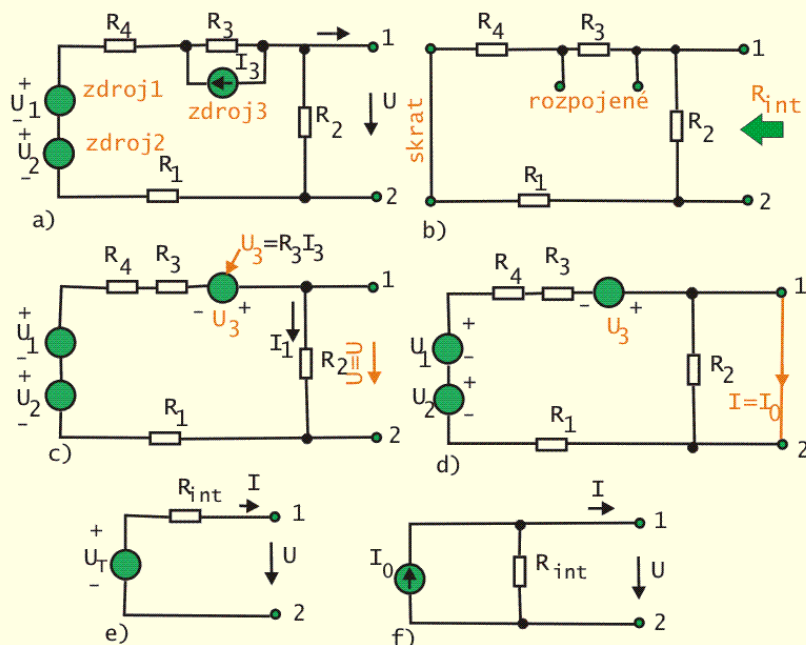 R4 R3 1
+ U1 - zdroj1 I3 zdroj3 R2 U
+ U2 - zdroj2
R1 2
a)
R4 R3 1
skrat rozpojené Rint
R2
R1 2
b)
U3=R3I3
R4 R3 - U3 + 1
+ U1 - I1 R2 U=U
+ U2 -
R1 2
c)
R4 R3 - U3 + 1
U1 + -
U2 + - R2
R1 I=I0
2
d)
Rint I 1
+ UT - U
2
e)
I 1
I0 Rint U
2
f)